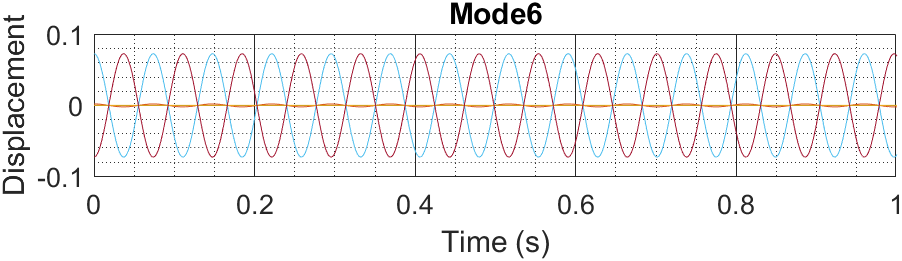 Mode6
Displacement
0.1
0
-0.1
0 0.2 0.4 0.6 0.8 1
Time (s)